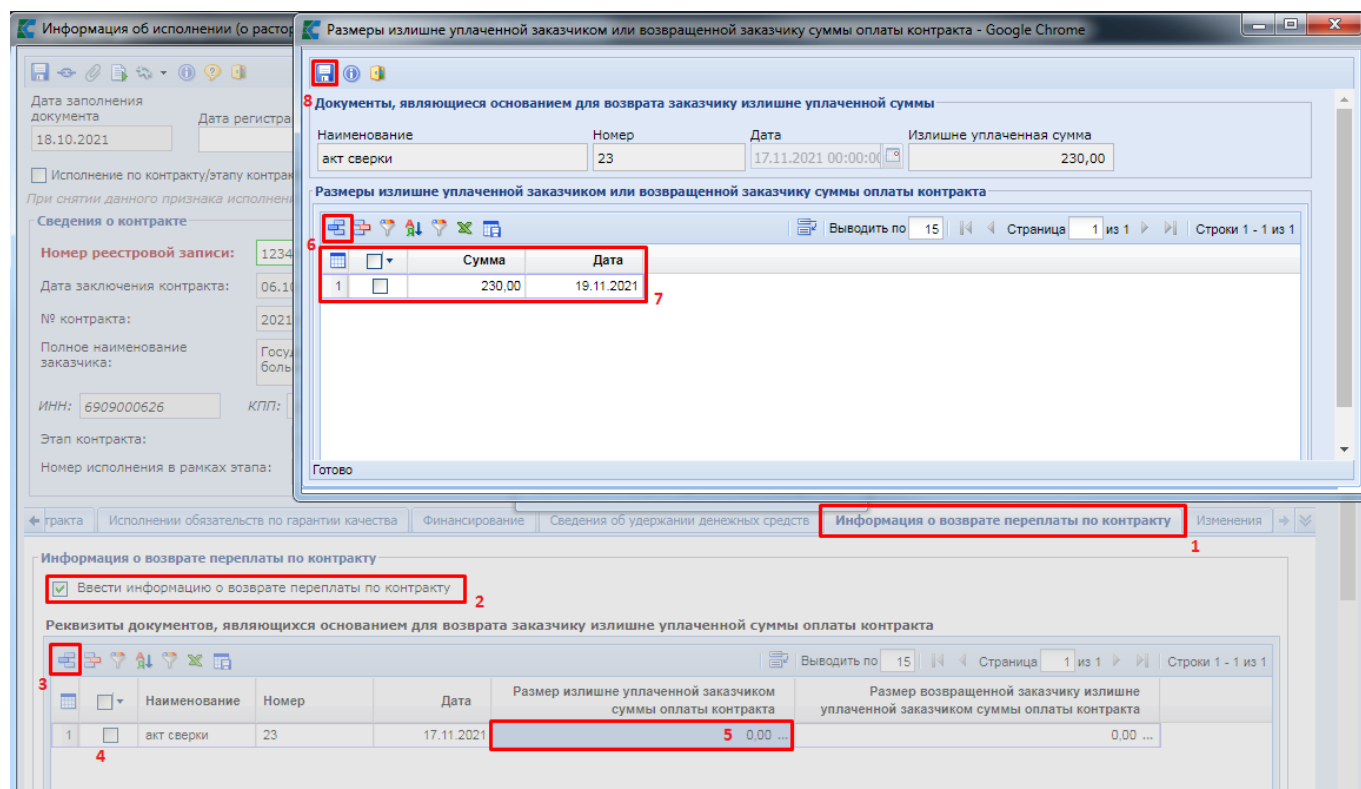 Информация об исполнении (о растор
Размеры излишне уплаченной заказчиком или возвращенной заказчику суммы оплаты контракта - Google Chrome
8
Документы, являющиеся основанием для возврата заказчику излишне уплаченной суммы
Наименование Номер Дата Излишне уплаченная сумма
акт сверки 23 17.11.2021 00:00:00 230,00
Размеры излишне уплаченной заказчиком или возвращенной заказчику суммы оплаты контракта
6
Выводить по 15 Страница 1 из 1 Строки 1 - 1 из 1
Сумма Дата
1 230,00 19.11.2021
7
Готово
Дата заполнения
документа
Дата регистра
18.10.2021
Исполнение по контракту/этапу контрак
При снятии данного признака исполнени
Сведения о контракте
Номер реестровой записи: 1234
Дата заключения контракта: 06.10
№ контракта: 2021
Полное наименование
заказчика:
Госуд
боль
ИНН: 6909000626 КПП:
Этап контракта:
Номер исполнения в рамках этапа:
тракта Исполнении обязательств по гарантии качества Финансирование Сведения об удержании денежных средств Информация о возврате переплаты по контракту Изменения
1
Информация о возврате переплаты по контракту
Ввести информацию о возврате переплаты по контракту
2
Реквизиты документов, являющихся основанием для возврата заказчику излишне уплаченной суммы оплаты контракта
3
Выводить по 15 Страница 1 из 1 Строки 1 - 1 из 1
Наименование Номер Дата
Размер излишне уплаченной заказчиком
суммы оплаты контракта
Размер возвращенной заказчику излишне
уплаченной заказчиком суммы оплаты контракта
1 акт сверки 23 17.11.2021 5 0,00 ... 0,00 ...
4